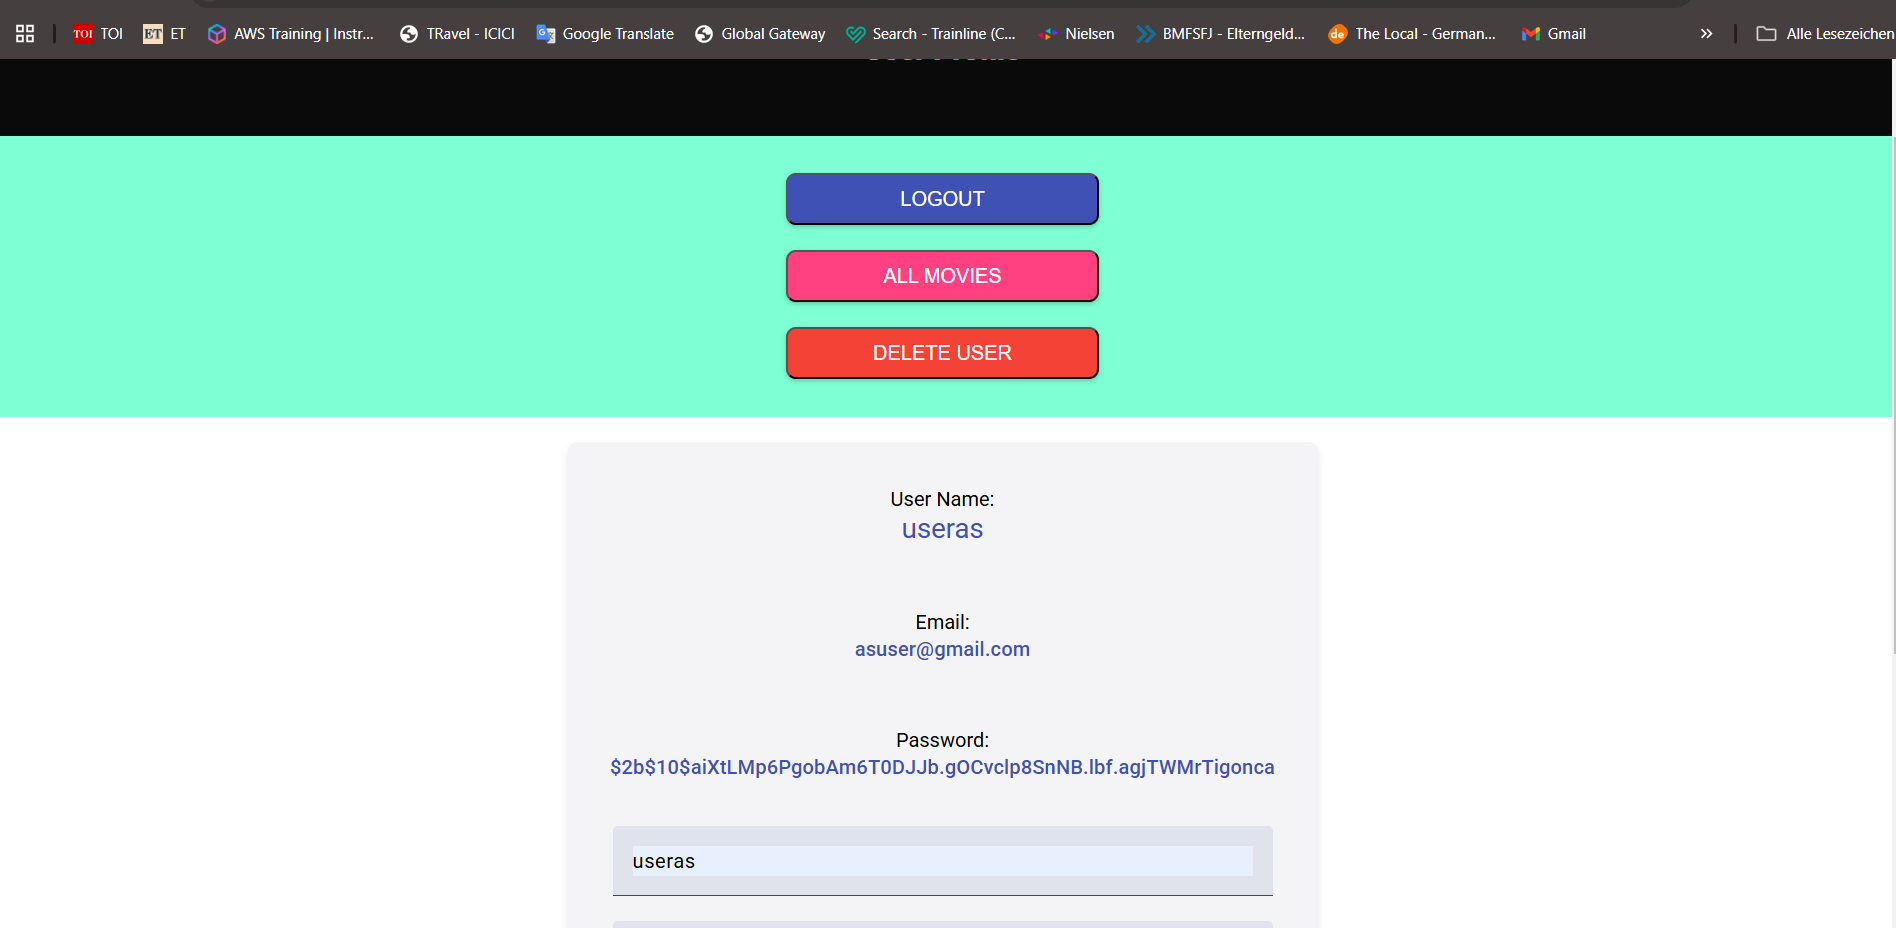 TOI TOI ET ET AWS Training | Instr... TRavel - ICICI Google Translate Global Gateway Search - Trainline (C... Nielsen BMFSFJ - Elterngeld... de The Local - German... Gmail » Alle Lesezeichen
LOGOUT
ALL MOVIES
DELETE USER
User Name:
useras
Email:
asuser@gmail.com
Password:
$2b$10$aiXtLMp6PgobAm6T0DJJb.gOCvclp8SnNB.lbf.agjTWMrTigonca
useras